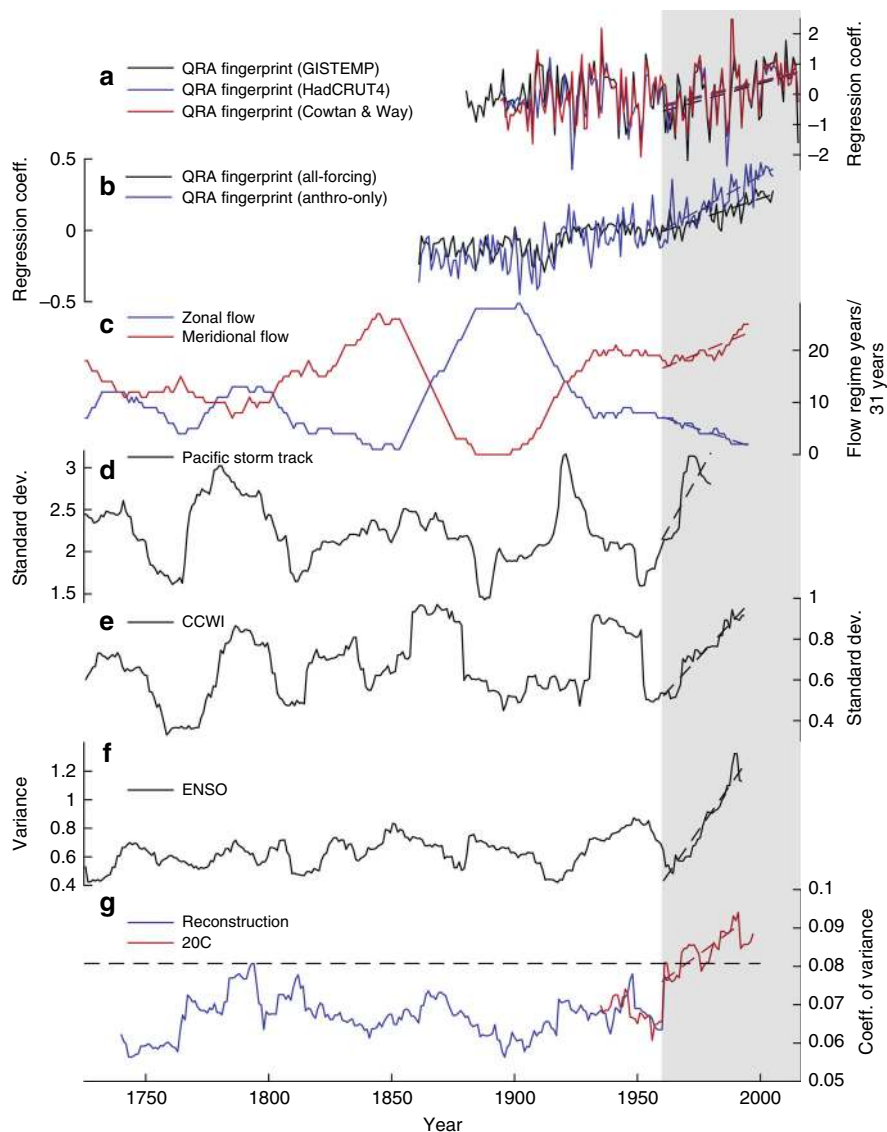 a
QRA fingerprint (GISTEMP)
QRA fingerprint (HadCRUT4)
QRA fingerprint (Cowtan & Way)
2
1
0
−1
−2
Regression coeff.
b
QRA fingerprint (all-forcing)
QRA fingerprint (anthro-only)
0.5
0
−0.5
Regression coeff.
c
Zonal flow
Meridional flow
20
10
0
Flow regime years/
31 years
d
Pacific storm track
3
2.5
2
1.5
Standard dev.
e
CCWI
1
0.8
0.6
0.4
Standard dev.
f
ENSO
1.2
1
0.8
0.6
0.4
Variance
g
Reconstruction
20C
0.1
0.09
0.08
0.07
0.06
0.05
Coeff. of variance
1750
1800
1850
1900
1950
2000
Year